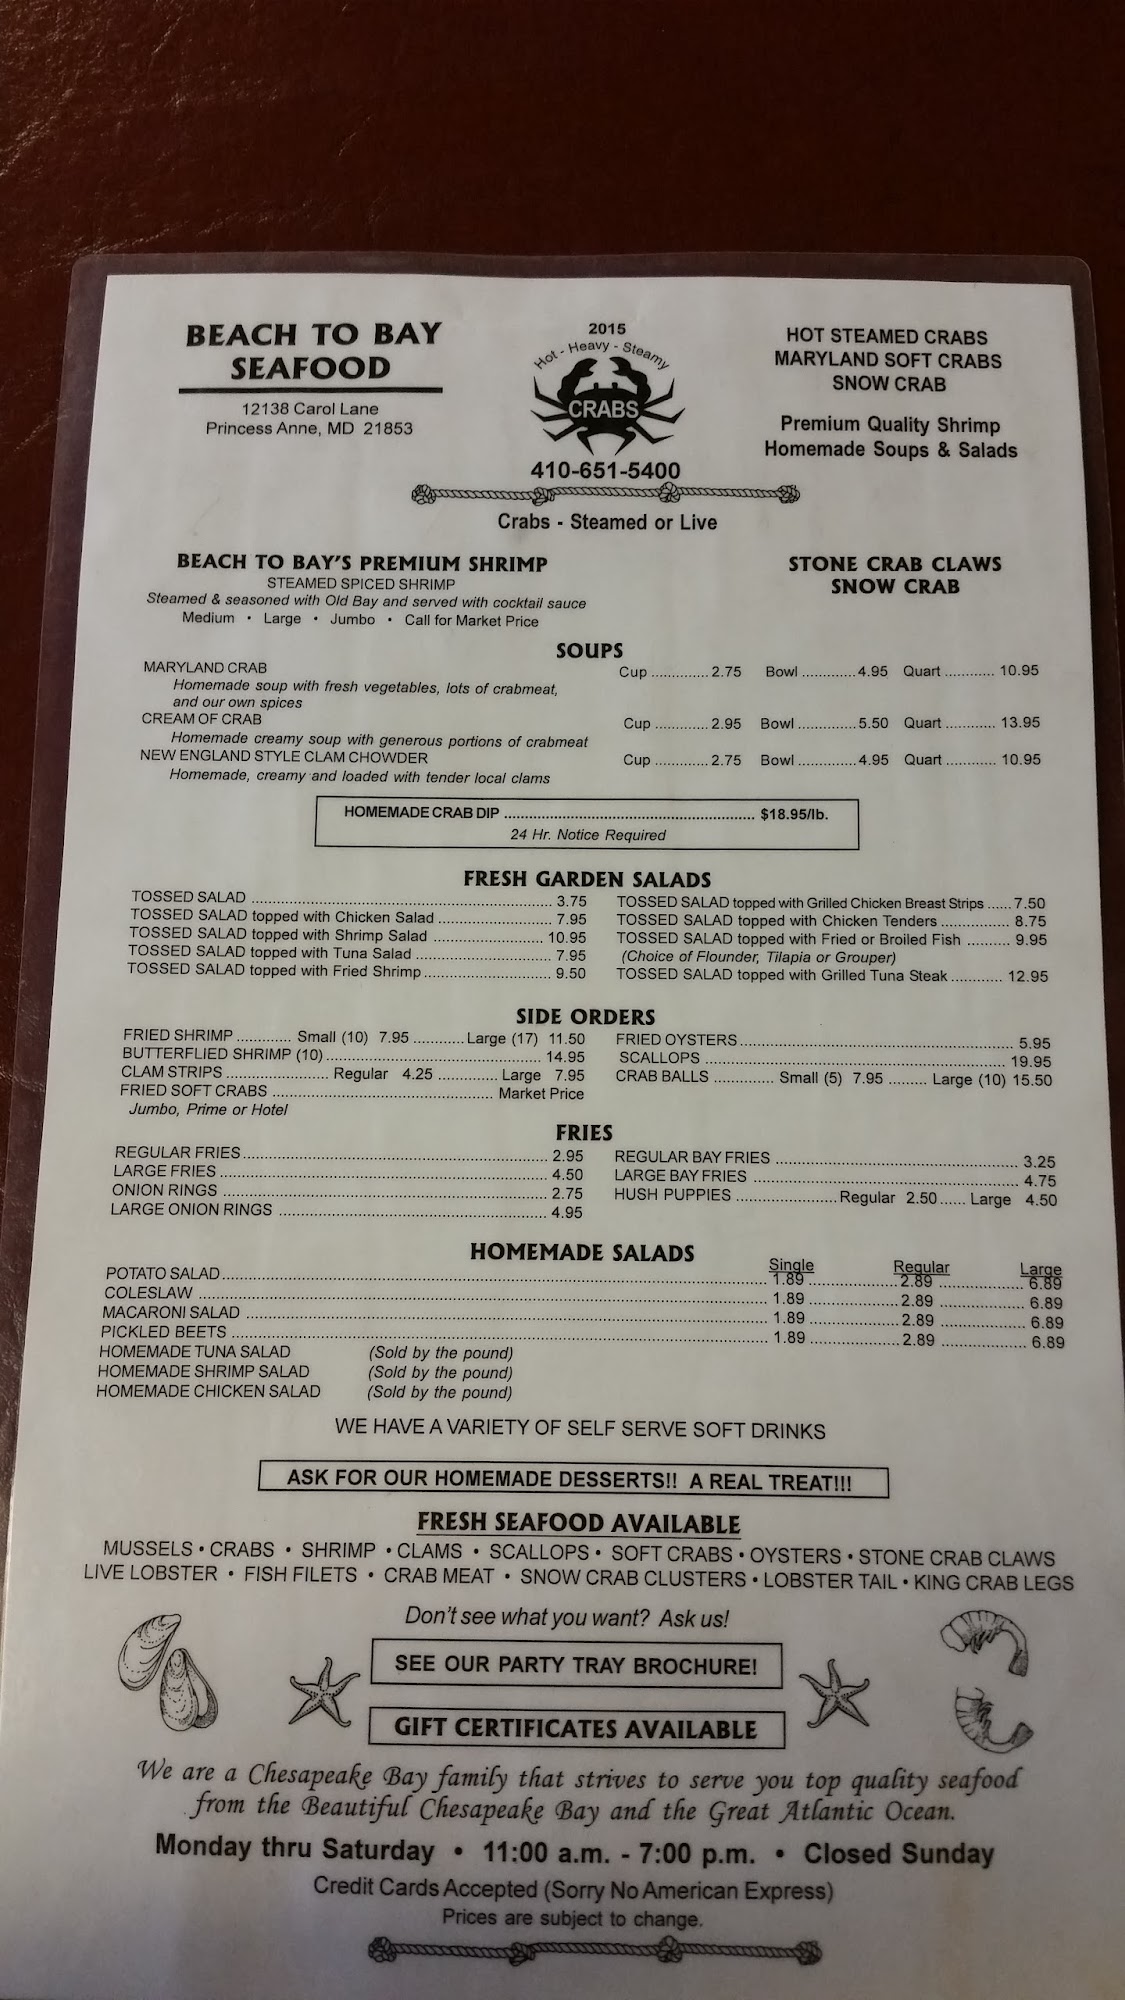 BEACH TO BAY
SEAFOOD
12138 Carol Lane
Princess Anne, MD 21853
2015
Hot - Heavy - Steamy
CRABS
410-651-5400
HOT STEAMED CRABS
MARYLAND SOFT CRABS
SNOW CRAB
Premium Quality Shrimp
Homemade Soups & Salads
Crabs - Steamed or Live
BEACH TO BAY'S PREMIUM SHRIMP
STEAMED SPICED SHRIMP
Steamed & seasoned with Old Bay and served with cocktail sauce
Medium • Large • Jumbo • Call for Market Price
STONE CRAB CLAWS
SNOW CRAB
SOUPS
MARYLAND CRAB Cup ............. 2.75 Bowl ............. 4.95 Quart ............ 10.95
Homemade soup with fresh vegetables, lots of crabmeat,
and our own spices
CREAM OF CRAB Cup ............. 2.95 Bowl ............. 5.50 Quart ............ 13.95
Homemade creamy soup with generous portions of crabmeat
NEW ENGLAND STYLE CLAM CHOWDER Cup ............. 2.75 Bowl ............. 4.95 Quart ............ 10.95
Homemade, creamy and loaded with tender local clams
HOMEMADE CRAB DIP ............ $18.95/lb.
24 Hr. Notice Required
FRESH GARDEN SALADS
TOSSED SALAD ............ 3.75
TOSSED SALAD topped with Chicken Salad ............ 7.95
TOSSED SALAD topped with Shrimp Salad ............ 10.95
TOSSED SALAD topped with Tuna Salad ............ 7.95
TOSSED SALAD topped with Fried Shrimp ............ 9.50
TOSSED SALAD topped with Grilled Chicken Breast Strips ...... 7.50
TOSSED SALAD topped with Chicken Tenders ............ 8.75
TOSSED SALAD topped with Fried or Broiled Fish .......... 9.95
(Choice of Flounder, Tilapia or Grouper)
TOSSED SALAD topped with Grilled Tuna Steak ............ 12.95
SIDE ORDERS
FRIED SHRIMP ............ Small (10) 7.95 ............ Large (17) 11.50
BUTTERFLIED SHRIMP (10) ............ 14.95
CLAM STRIPS ............ Regular 4.25 ............ Large 7.95
FRIED SOFT CRABS ............ Market Price
Jumbo, Prime or Hotel
FRIED OYSTERS ............ 5.95
SCALLOPS ............ 19.95
CRAB BALLS ............ Small (5) 7.95 ......... Large (10) 15.50
FRIES
REGULAR FRIES ............ 2.95
LARGE FRIES ............ 4.50
ONION RINGS ............ 2.75
LARGE ONION RINGS ............ 4.95
REGULAR BAY FRIES ............ 3.25
LARGE BAY FRIES ............ 4.75
HUSH PUPPIES ............ Regular 2.50 ...... Large 4.50
HOMEMADE SALADS
Single Regular Large
POTATO SALAD ............ 1.89 ............ 2.89 ............ 6.89
COLESLAW ............ 1.89 ............ 2.89 ............ 6.89
MACARONI SALAD ............ 1.89 ............ 2.89 ............ 6.89
PICKLED BEETS ............ 1.89 ............ 2.89 ............ 6.89
HOMEMADE TUNA SALAD (Sold by the pound)
HOMEMADE SHRIMP SALAD (Sold by the pound)
HOMEMADE CHICKEN SALAD (Sold by the pound)
WE HAVE A VARIETY OF SELF SERVE SOFT DRINKS
ASK FOR OUR HOMEMADE DESSERTS!! A REAL TREAT!!!
FRESH SEAFOOD AVAILABLE
MUSSELS • CRABS • SHRIMP • CLAMS • SCALLOPS • SOFT CRABS • OYSTERS • STONE CRAB CLAWS
LIVE LOBSTER • FISH FILETS • CRAB MEAT • SNOW CRAB CLUSTERS • LOBSTER TAIL • KING CRAB LEGS
Don't see what you want? Ask us!
SEE OUR PARTY TRAY BROCHURE!
GIFT CERTIFICATES AVAILABLE
We are a Chesapeake Bay family that strives to serve you top quality seafood
from the Beautiful Chesapeake Bay and the Great Atlantic Ocean.
Monday thru Saturday • 11:00 a.m. - 7:00 p.m. • Closed Sunday
Credit Cards Accepted (Sorry No American Express)
Prices are subject to change.